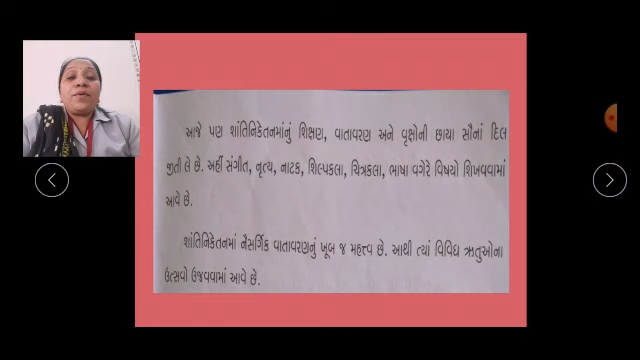 આજે પણ શાંતિનિકેતનમાંનું શિક્ષણ, વાતાવરણ અને વૃક્ષોની છાયા સૌનાં દિલ
જીતી લે છે. અહીં સંગીત, નૃત્ય, નાટક, શિલ્પકલા, ચિત્રકલા, ભાષા વગેરે વિષયો શિખવવામાં
આવે છે.
શાંતિનિકેતનમાં નૈસર્ગિક વાતાવરણનું ખૂબ જ મહત્ત્વ છે. આથી ત્યાં વિવિધ ઋતુઓના
ઉત્સવો ઉજવવામાં આવે છે.